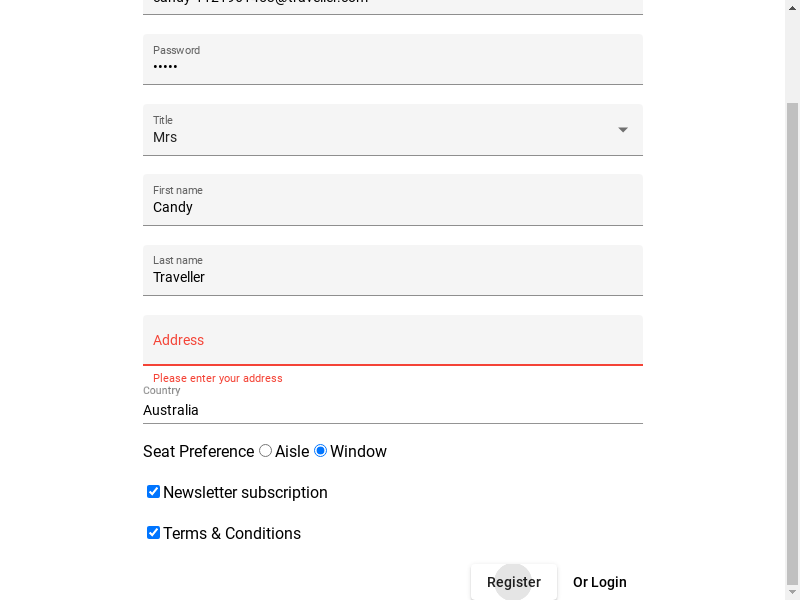 Password
•••••
Title
Mrs
First name
Candy
Last name
Traveller
Address
Please enter your address
Country
Australia
Seat Preference Aisle Window
Newsletter subscription
Terms & Conditions
Register Or Login